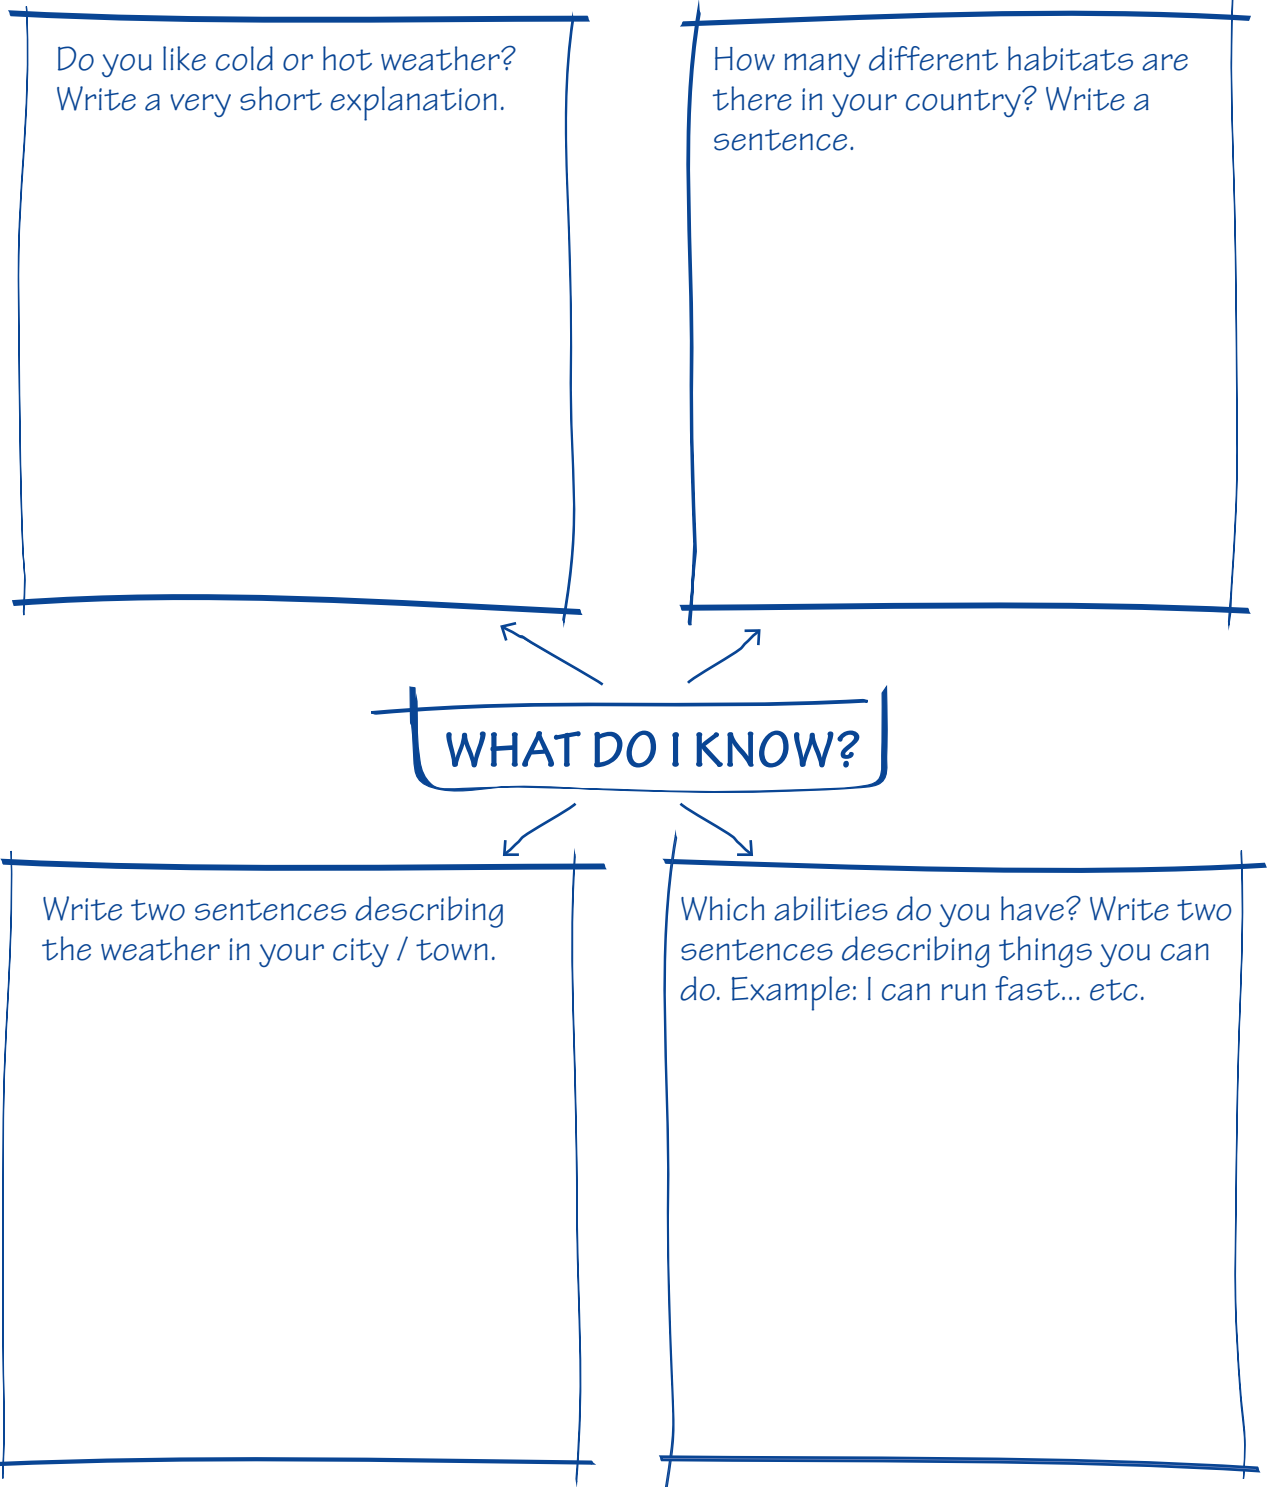 Do you like cold or hot weather?
Write a very short explanation.
How many different habitats are
there in your country? Write a
sentence.
WHAT DO I KNOW?
Write two sentences describing
the weather in your city / town.
Which abilities do you have? Write two
sentences describing things you can
do. Example: I can run fast... etc.